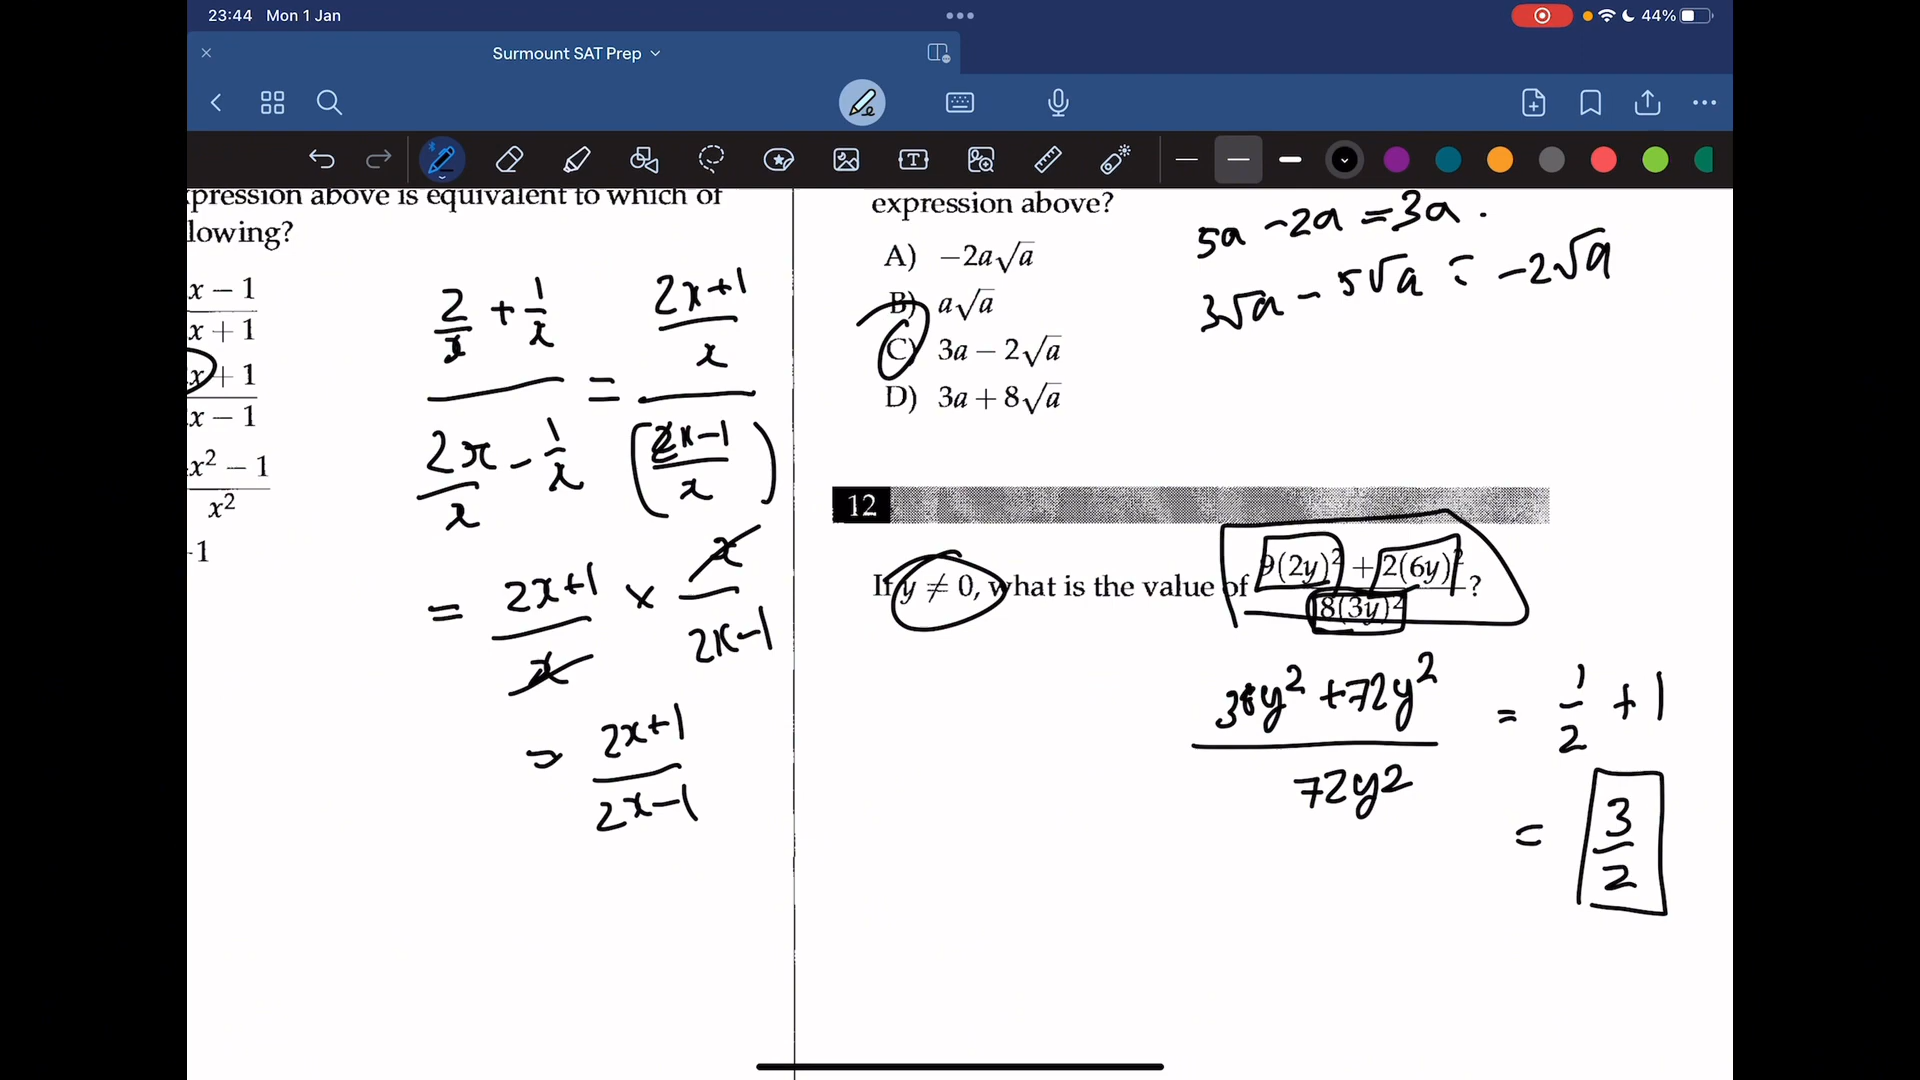 23:44 Mon 1 Jan
44%
Surmount SAT Prep
pression above is equivalent to which of
lowing?
x − 1
x + 1
x + 1
x − 1
x² − 1
x²
1
2/x + 1/x = 2x+1/x
2x/x − 1/x (2x−1/x)
= 2x+1/x × x/2x−1
= 2x+1/2x−1
expression above?
A) −2a√a
B) a√a
C) 3a − 2√a
D) 3a + 8√a
5a − 2a = 3a.
3√a − 5√a = −2√a
12
If y ≠ 0, what is the value of 9(2y)² + 2(6y)² / 8(3y)² ?
36y² + 72y² / 72y² = 1/2 + 1
= 3/2